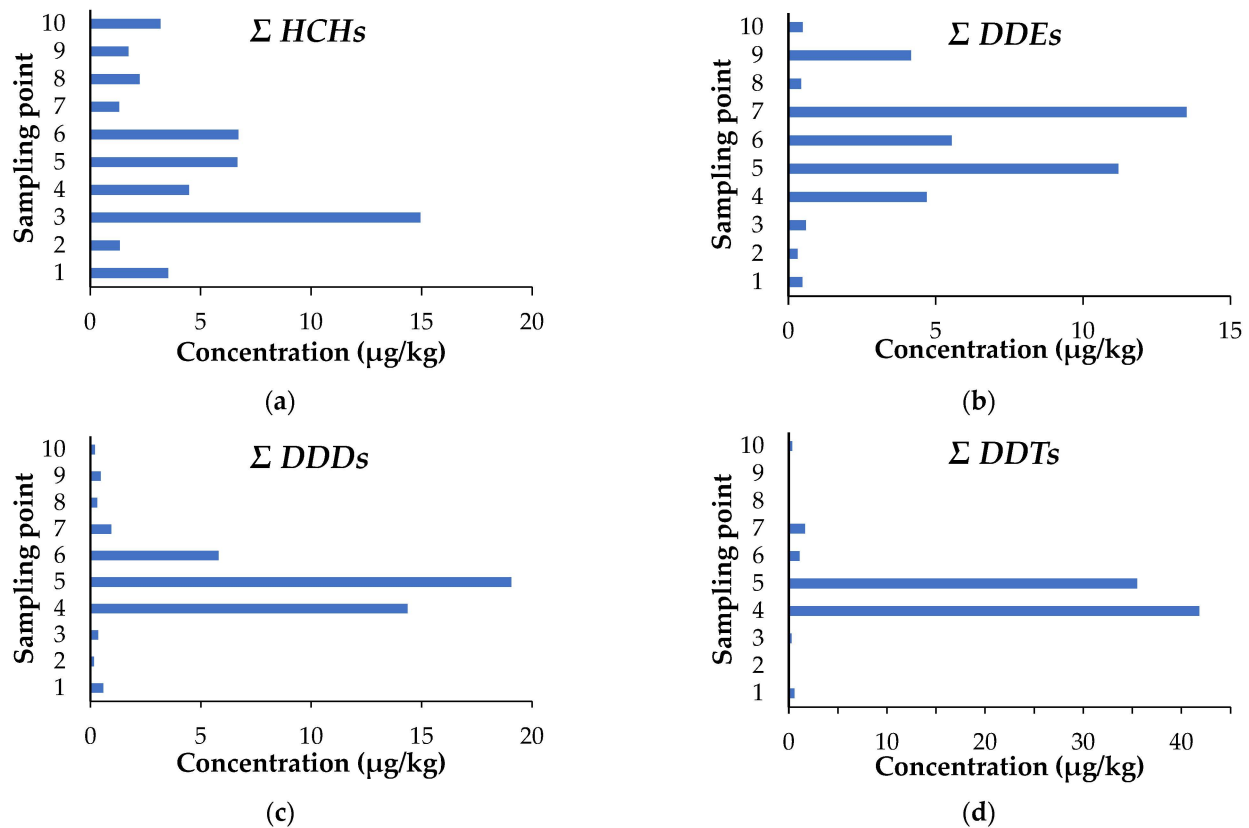 Σ HCHs
Sampling point
10
9
8
7
6
5
4
3
2
1
0 5 10 15 20
Concentration (µg/kg)
(a)
Σ DDEs
Sampling point
10
9
8
7
6
5
4
3
2
1
0 5 10 15
Concentration (µg/kg)
(b)
Σ DDDs
Sampling point
10
9
8
7
6
5
4
3
2
1
0 5 10 15 20
Concentration (µg/kg)
(c)
Σ DDTs
Sampling point
10
9
8
7
6
5
4
3
2
1
0 10 20 30 40
Concentration (µg/kg)
(d)